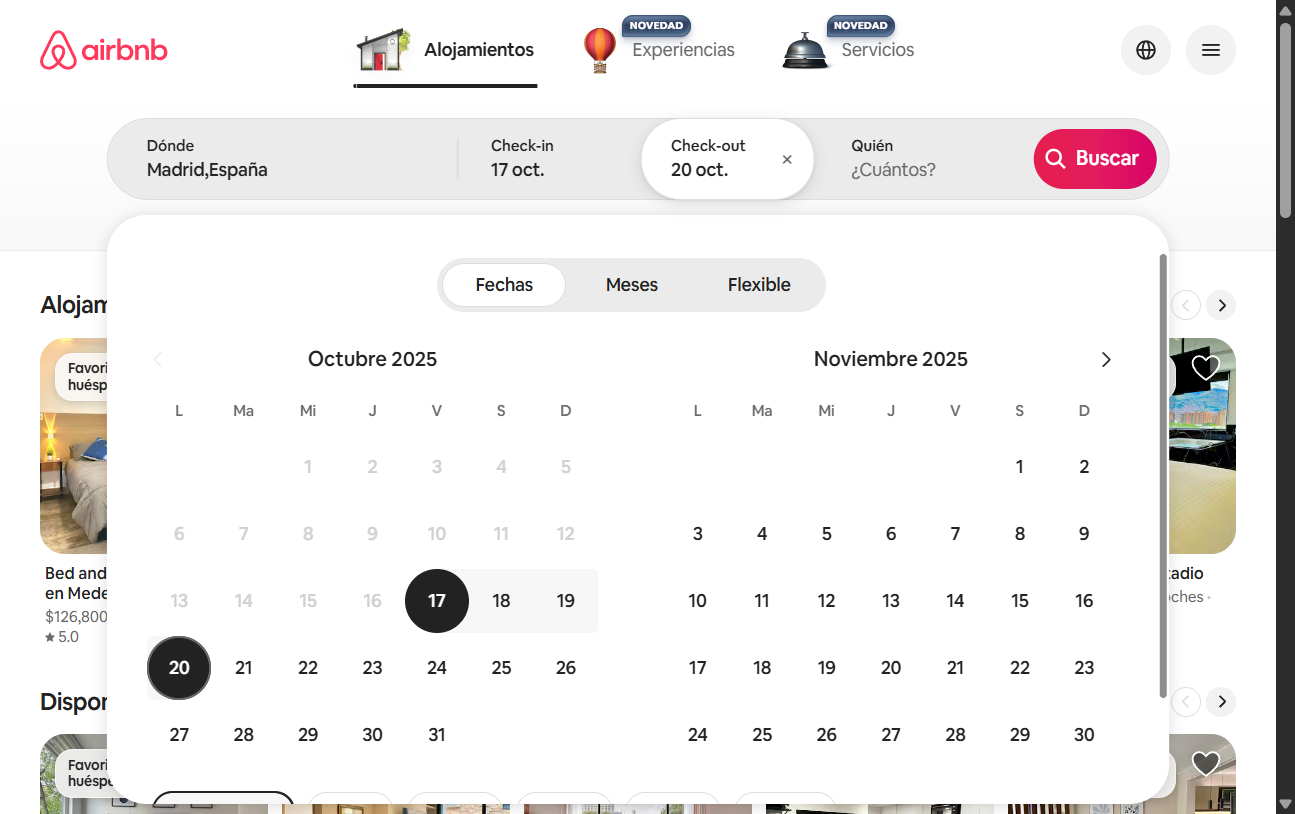 airbnb
Alojamientos
NOVEDAD
Experiencias
NOVEDAD
Servicios
Dónde
Madrid,España
Check-in
17 oct.
Check-out
20 oct.
Quién
¿Cuántos?
Buscar
Fechas
Meses
Flexible
Octubre 2025
L Ma Mi J V S D
1 2 3 4 5
6 7 8 9 10 11 12
13 14 15 16 17 18 19
20 21 22 23 24 25 26
27 28 29 30 31
Noviembre 2025
L Ma Mi J V S D
1 2
3 4 5 6 7 8 9
10 11 12 13 14 15 16
17 18 19 20 21 22 23
24 25 26 27 28 29 30
Alojam
Favori
huésp
Bed and
en Mede
$126,800
5.0
tadio
oches ·
Dispon
Favori
huéspe